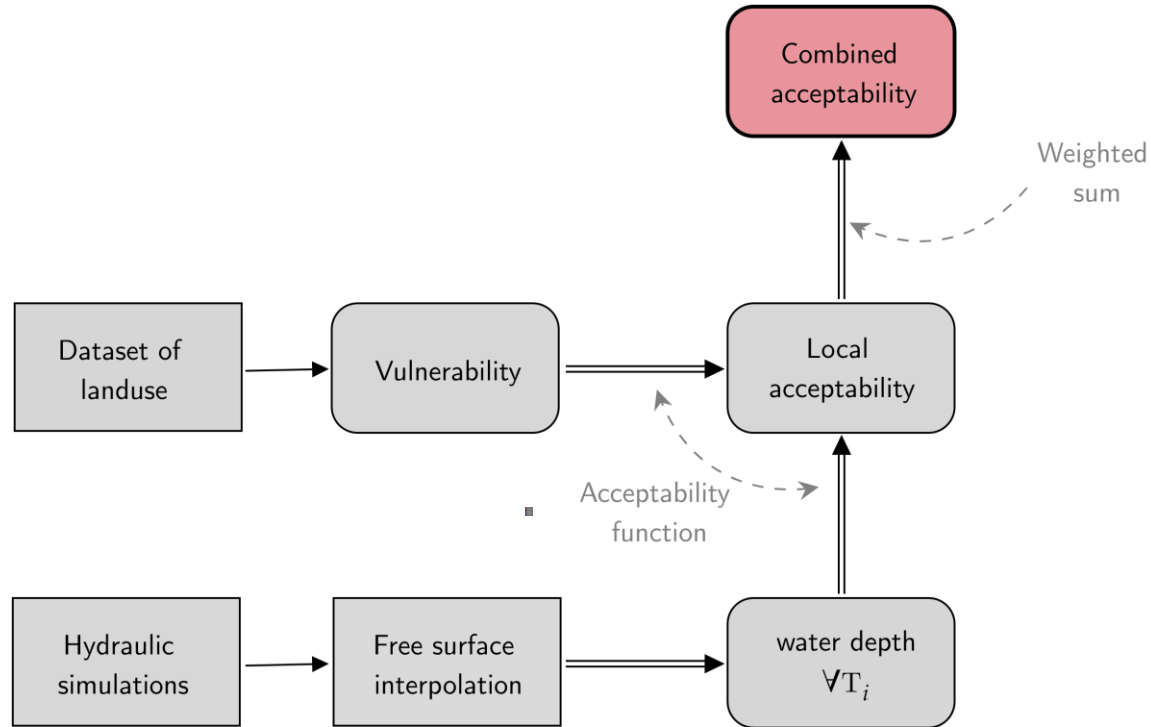 Combined
acceptability
Weighted
sum
Dataset of
landuse
Vulnerability
Local
acceptability
Acceptability
function
Hydraulic
simulations
Free surface
interpolation
water depth
∀T_i